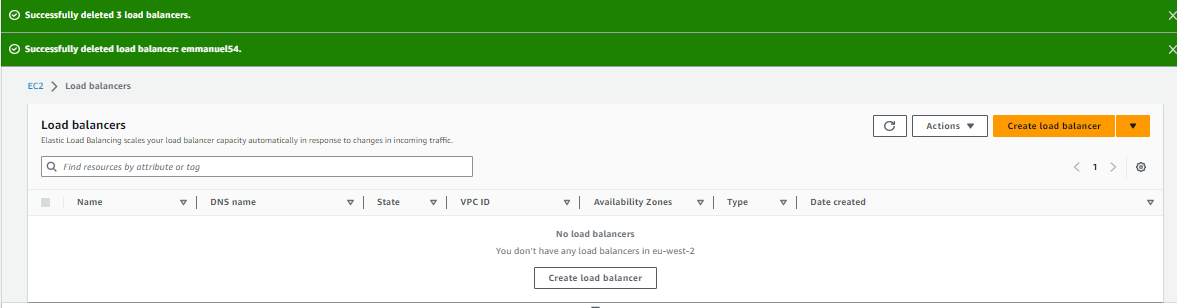 Successfully deleted 3 load balancers.
Successfully deleted load balancer: emmanuel54.
EC2 Load balancers
Load balancers
Elastic Load Balancing scales your load balancer capacity automatically in response to changes in incoming traffic.
Actions Create load balancer
Find resources by attribute or tag
1
Name DNS name State VPC ID Availability Zones Type Date created
No load balancers
You don't have any load balancers in eu-west-2
Create load balancer